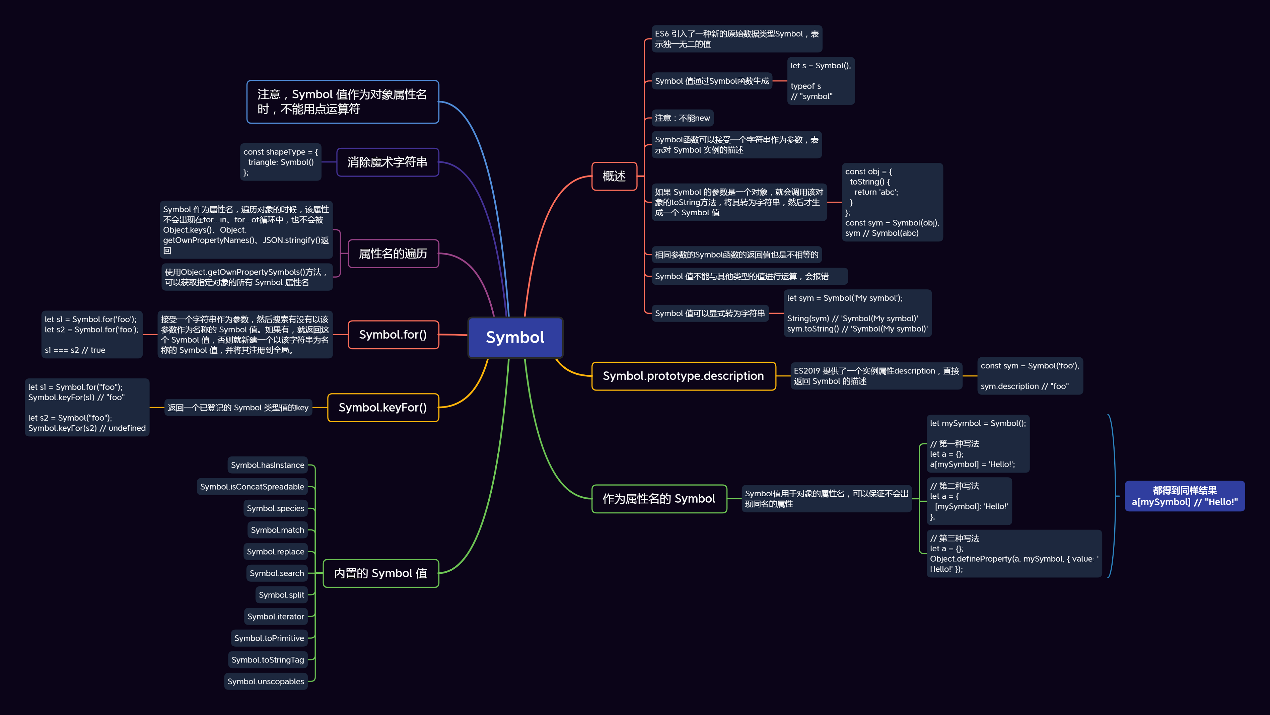 Symbol
概述
ES6 引入了一种新的原始数据类型Symbol，表
示独一无二的值
Symbol 值通过Symbol函数生成
let s = Symbol();
typeof s
// "symbol"
注意：不能new
Symbol函数可以接受一个字符串作为参数，表
示对 Symbol 实例的描述
如果 Symbol 的参数是一个对象，就会调用该对
象的toString方法，将其转为字符串，然后才生
成一个 Symbol 值
const obj = {
toString() {
return 'abc';
}
};
const sym = Symbol(obj);
sym // Symbol(abc)
相同参数的Symbol函数的返回值也是不相等的
Symbol 值不能与其他类型的值进行运算，会报错
Symbol 值可以显式转为字符串
let sym = Symbol('My symbol');
String(sym) // 'Symbol(My symbol)'
sym.toString() // 'Symbol(My symbol)'
Symbol.prototype.description
ES2019 提供了一个实例属性description，直接
返回 Symbol 的描述
const sym = Symbol('foo');
sym.description // "foo"
作为属性名的 Symbol
Symbol值用于对象的属性名，可以保证不会出
现同名的属性
let mySymbol = Symbol();
// 第一种写法
let a = {};
a[mySymbol] = 'Hello!';
// 第二种写法
let a = {
[mySymbol]: 'Hello!'
};
// 第三种写法
let a = {};
Object.defineProperty(a, mySymbol, { value: '
Hello!' });
都得到同样结果
a[mySymbol] // "Hello!"
注意，Symbol 值作为对象属性名
时，不能用点运算符
消除魔术字符串
const shapeType = {
triangle: Symbol()
};
属性名的遍历
Symbol 作为属性名，遍历对象的时候，该属性
不会出现在for...in、for...of循环中，也不会被
Object.keys()、Object.
getOwnPropertyNames()、JSON.stringify()返
回
使用Object.getOwnPropertySymbols()方法，
可以获取指定对象的所有 Symbol 属性名
Symbol.for()
接受一个字符串作为参数，然后搜索有没有以该
参数作为名称的 Symbol 值。如果有，就返回这
个 Symbol 值，否则就新建一个以该字符串为名
称的 Symbol 值，并将其注册到全局。
let s1 = Symbol.for('foo');
let s2 = Symbol.for('foo');
s1 === s2 // true
Symbol.keyFor()
返回一个已登记的 Symbol 类型值的key
let s1 = Symbol.for("foo");
Symbol.keyFor(s1) // "foo"
let s2 = Symbol("foo");
Symbol.keyFor(s2) // undefined
内置的 Symbol 值
Symbol.hasInstance
Symbol.isConcatSpreadable
Symbol.species
Symbol.match
Symbol.replace
Symbol.search
Symbol.split
Symbol.iterator
Symbol.toPrimitive
Symbol.toStringTag
Symbol.unscopables